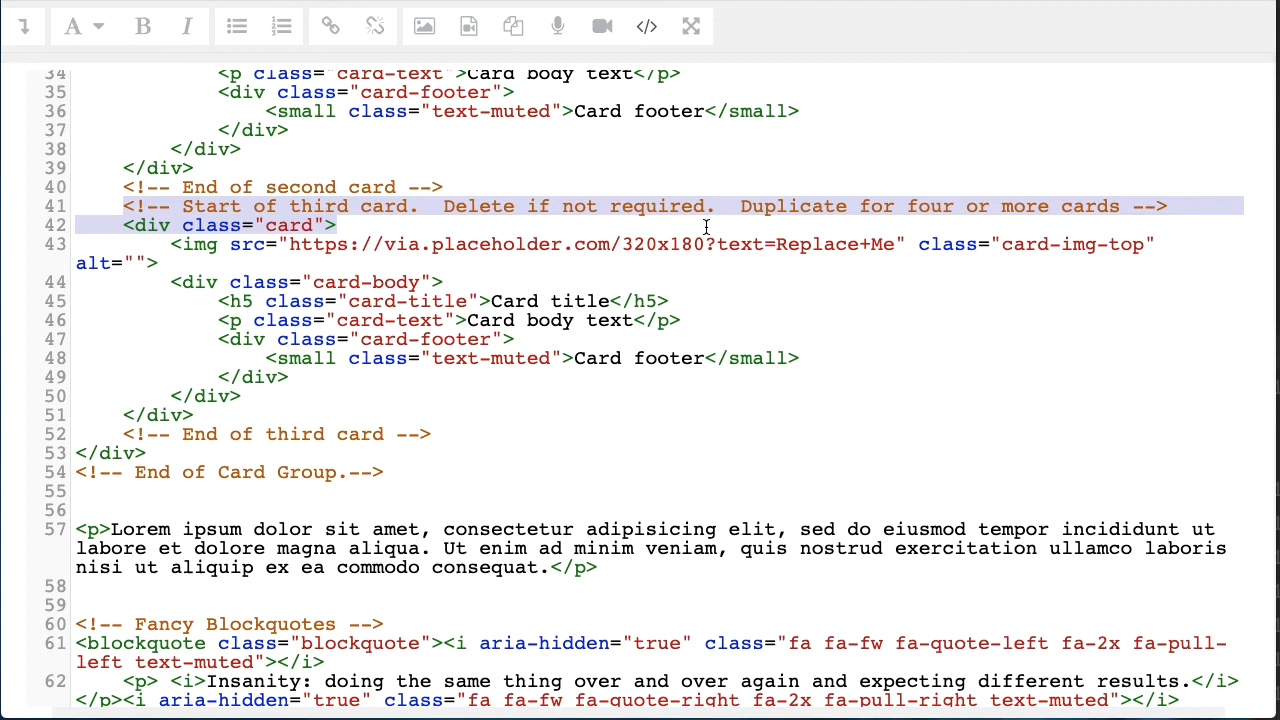 A B I </>
34 <p class="card-text">Card body text</p>
35 <div class="card-footer">
36 <small class="text-muted">Card footer</small>
37 </div>
38 </div>
39 </div>
40 <!-- End of second card -->
41 <!-- Start of third card.  Delete if not required.  Duplicate for four or more cards -->
42 <div class="card">
43 <img src="https://via.placeholder.com/320x180?text=Replace+Me" class="card-img-top"
alt="">
44 <div class="card-body">
45 <h5 class="card-title">Card title</h5>
46 <p class="card-text">Card body text</p>
47 <div class="card-footer">
48 <small class="text-muted">Card footer</small>
49 </div>
50 </div>
51 </div>
52 <!-- End of third card -->
53 </div>
54 <!-- End of Card Group.-->
55
56
57 <p>Lorem ipsum dolor sit amet, consectetur adipisicing elit, sed do eiusmod tempor incididunt ut
labore et dolore magna aliqua. Ut enim ad minim veniam, quis nostrud exercitation ullamco laboris
nisi ut aliquip ex ea commodo consequat.</p>
58
59
60 <!-- Fancy Blockquotes -->
61 <blockquote class="blockquote"><i aria-hidden="true" class="fa fa-fw fa-quote-left fa-2x fa-pull-
left text-muted"></i>
62 <p> <i>Insanity: doing the same thing over and over again and expecting different results.</i>
</p><i aria-hidden="true" class="fa fa-fw fa-quote-right fa-2x fa-pull-right text-muted"></i>